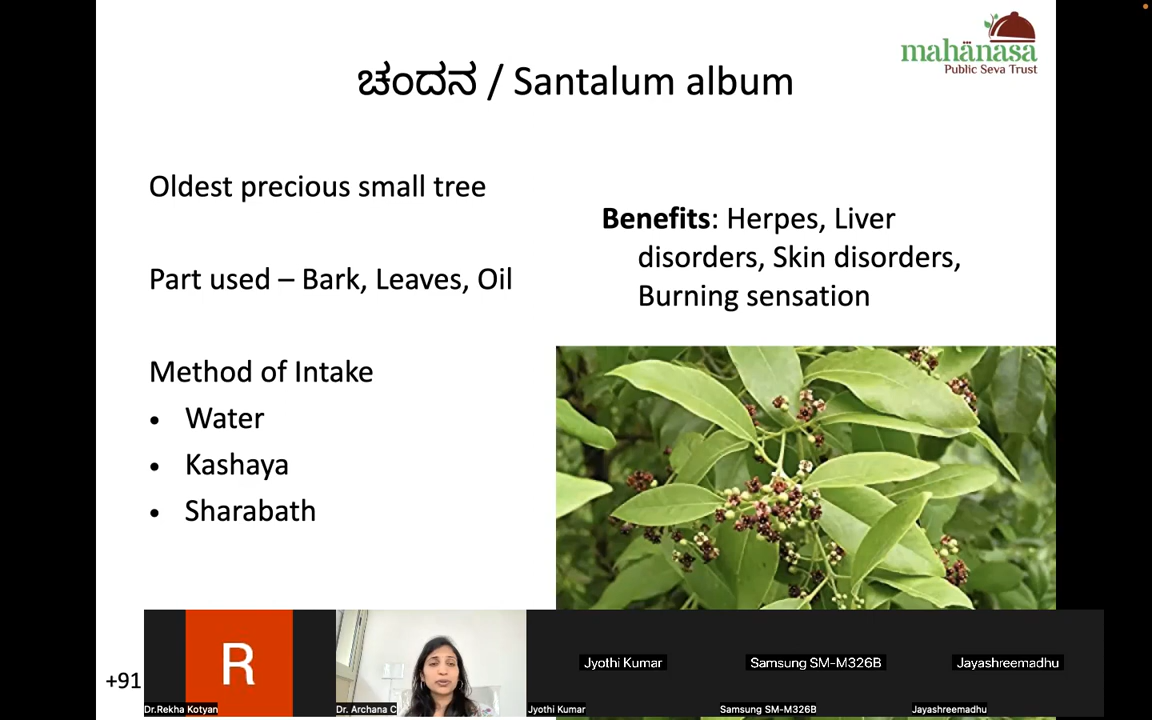 mahänasa
Public Seva Trust
ಚಂದನ / Santalum album
Oldest precious small tree
Part used – Bark, Leaves, Oil
Method of Intake
• Water
• Kashaya
• Sharabath
Benefits: Herpes, Liver
disorders, Skin disorders,
Burning sensation
+91
R
Jyothi Kumar
Samsung SM-M326B
Jayashreemadhu
Dr.Rekha Kotyan
Dr. Archana C
Jyothi Kumar
Samsung SM-M326B
Jayashreemadhu